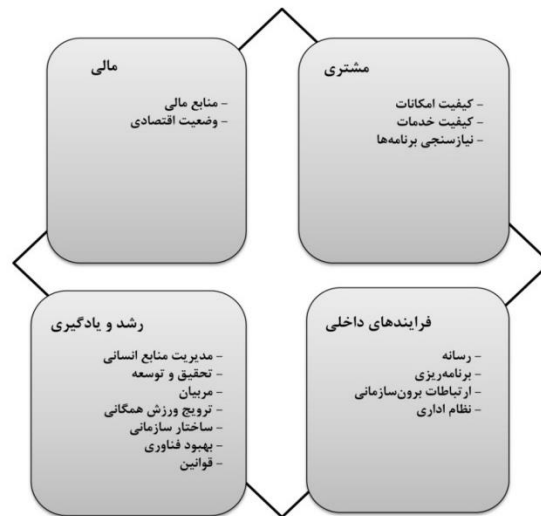 مشتری
– کیفیت امکانات
– کیفیت خدمات
– نیازسنجی برنامه‌ها
مالی
– منابع مالی
– وضعیت اقتصادی
فرایندهای داخلی
– رسانه
– برنامه‌ریزی
– ارتباطات برون‌سازمانی
– نظام اداری
رشد و یادگیری
– مدیریت منابع انسانی
– تحقیق و توسعه
– مربیان
– ترویج ورزش همگانی
– ساختار سازمانی
– بهبود فناوری
– قوانین